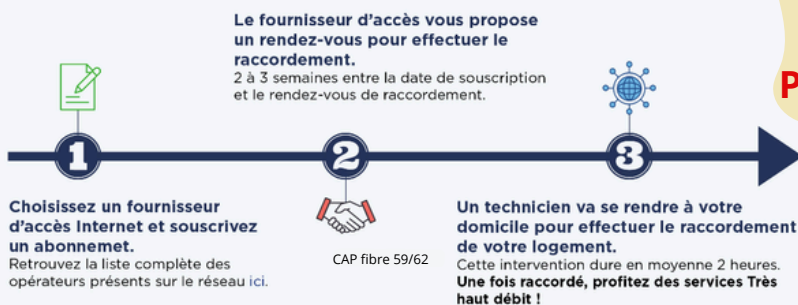 Le fournisseur d'accès vous propose
un rendez-vous pour effectuer le
raccordement.
2 à 3 semaines entre la date de souscription
et le rendez-vous de raccordement.
P
1
2
3
Choisissez un fournisseur
d'accès Internet et souscrivez
un abonnemet.
Retrouvez la liste complète des
opérateurs présents sur le réseau ici.
CAP fibre 59/62
Un technicien va se rendre à votre
domicile pour effectuer le raccordement
de votre logement.
Cette intervention dure en moyenne 2 heures.
Une fois raccordé, profitez des services Très
haut débit !